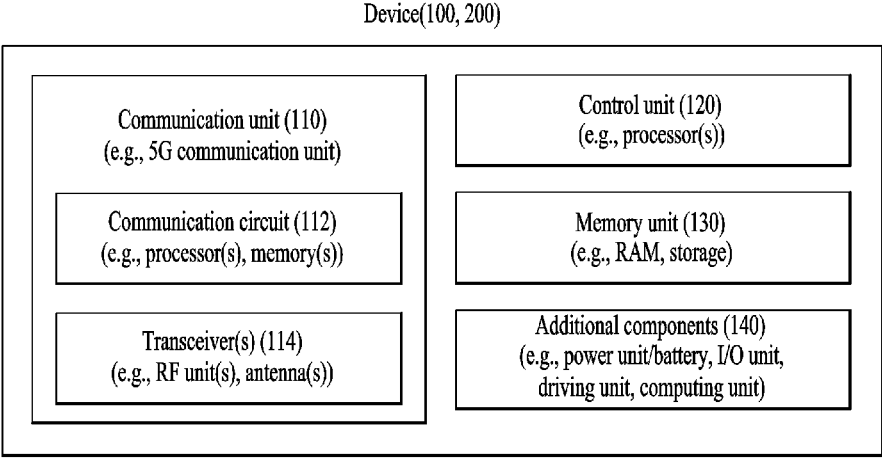 Device(100, 200)
Communication unit (110)
(e.g., 5G communication unit)
Communication circuit (112)
(e.g., processor(s), memory(s))
Transceiver(s) (114)
(e.g., RF unit(s), antenna(s))
Control unit (120)
(e.g., processor(s))
Memory unit (130)
(e.g., RAM, storage)
Additional components (140)
(e.g., power unit/battery, I/O unit,
driving unit, computing unit)